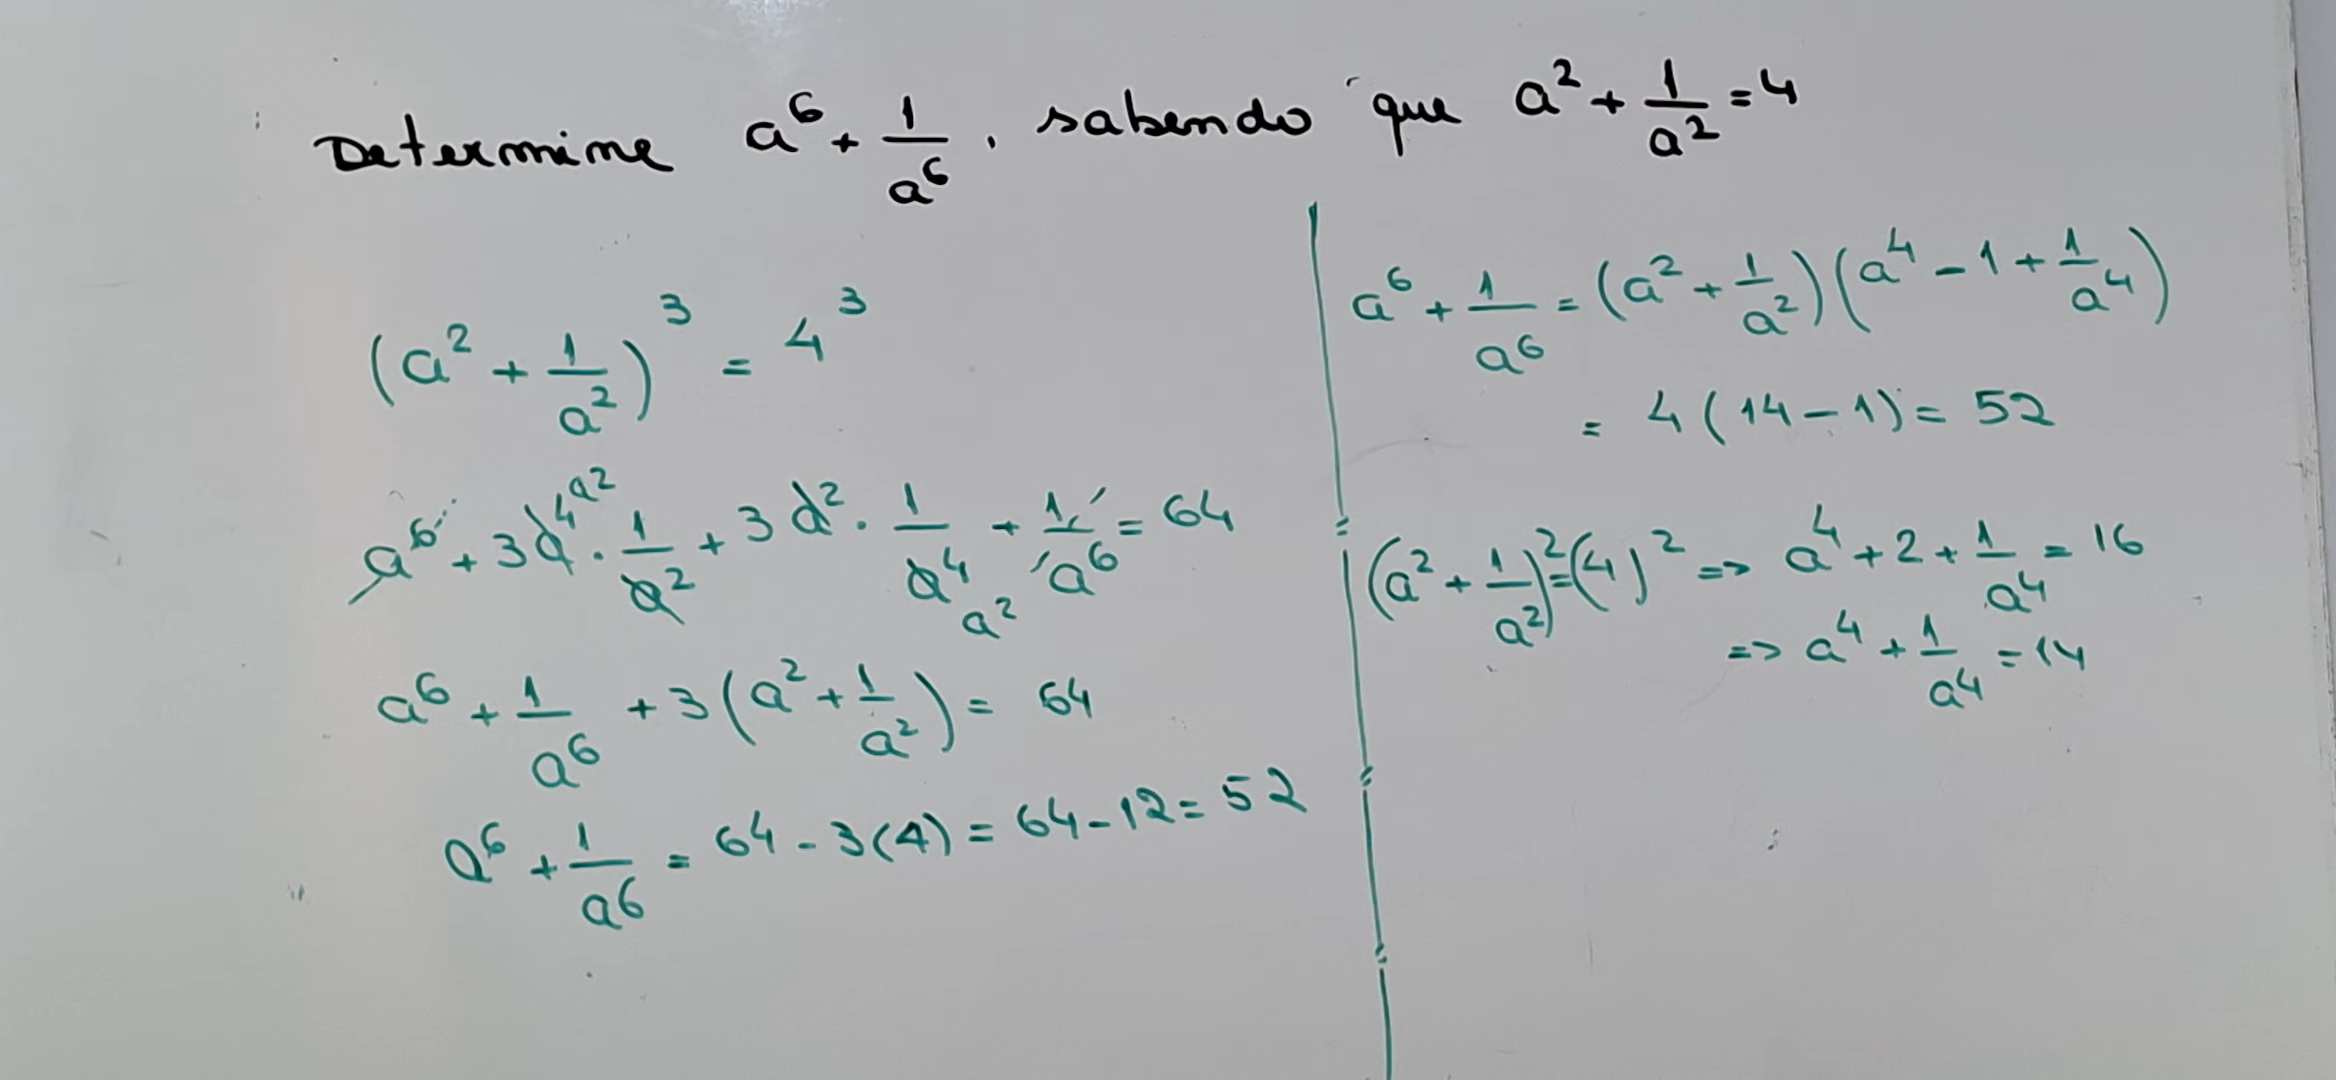 Determine a⁶ + 1/a⁶, sabendo que a² + 1/a² = 4
(a² + 1/a²)³ = 4³
a⁶ + 3a⁴ · 1/a² + 3a² · 1/a⁴ + 1/a⁶ = 64
a²
a²
a⁶ + 1/a⁶ + 3(a² + 1/a²) = 64
a⁶ + 1/a⁶ = 64 - 3(4) = 64 - 12 = 52
a⁶ + 1/a⁶ = (a² + 1/a²)(a⁴ - 1 + 1/a⁴)
= 4(14 - 1) = 52
(a² + 1/a²)² = (4)² => a⁴ + 2 + 1/a⁴ = 16
=> a⁴ + 1/a⁴ = 14